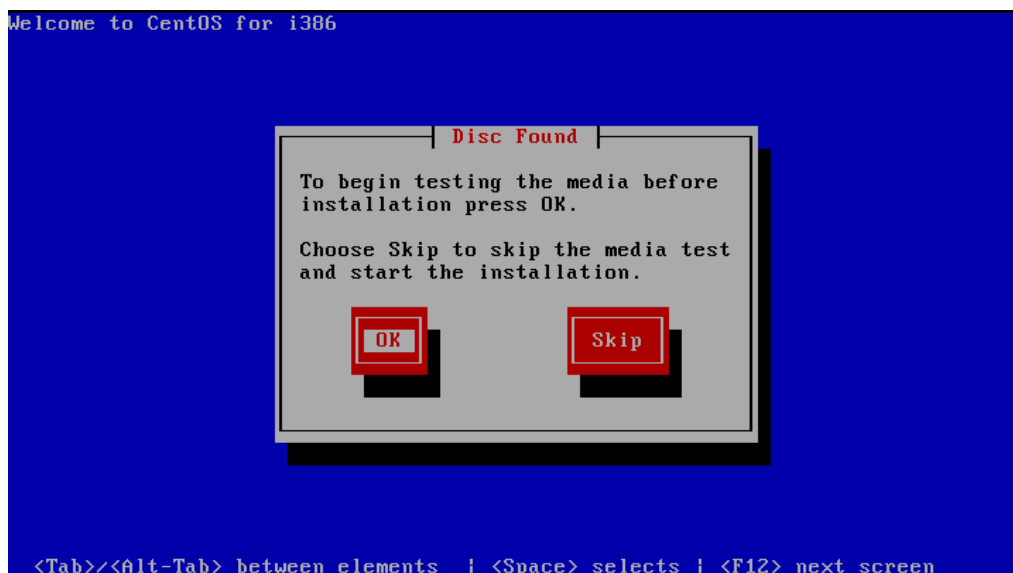 Welcome to CentOS for i386
Disc Found
To begin testing the media before
installation press OK.
Choose Skip to skip the media test
and start the installation.
OK Skip
<Tab>/<Alt-Tab> between elements | <Space> selects | <F12> next screen